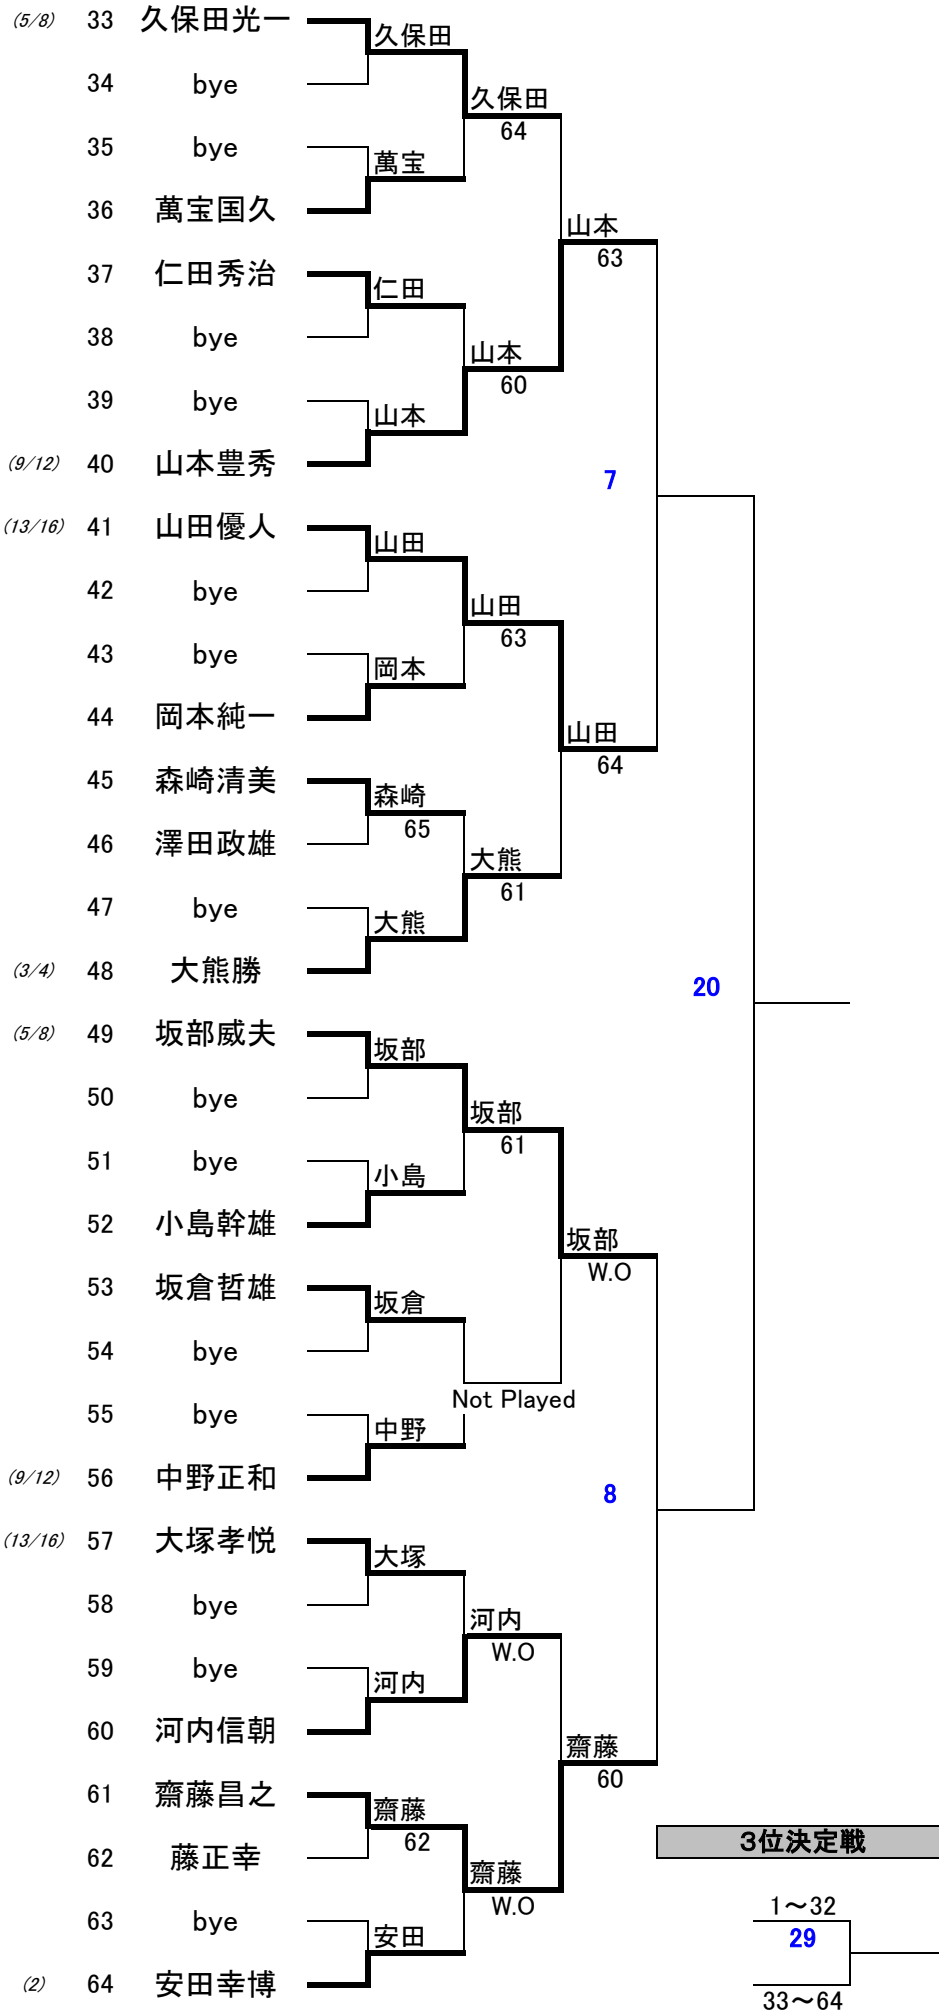 (5/8) 33 久保田光一
久保田
34 bye
久保田
64
35 bye
萬宝
36 萬宝国久
山本
63
37 仁田秀治
仁田
38 bye
山本
60
39 bye
山本
(9/12) 40 山本豊秀
7
(13/16) 41 山田優人
山田
42 bye
山田
63
43 bye
岡本
44 岡本純一
山田
64
45 森崎清美
森崎
65
46 澤田政雄
大熊
61
47 bye
大熊
(3/4) 48 大熊勝
20
(5/8) 49 坂部威夫
坂部
50 bye
坂部
61
51 bye
小島
52 小島幹雄
坂部
W.O
53 坂倉哲雄
坂倉
54 bye
Not Played
55 bye
中野
(9/12) 56 中野正和
8
(13/16) 57 大塚孝悦
大塚
58 bye
河内
W.O
59 bye
河内
60 河内信朝
齋藤
60
61 齋藤昌之
齋藤
62
3位決定戦
62 藤正幸
齋藤
W.O
1～32
63 bye
安田
29
(2) 64 安田幸博
33～64